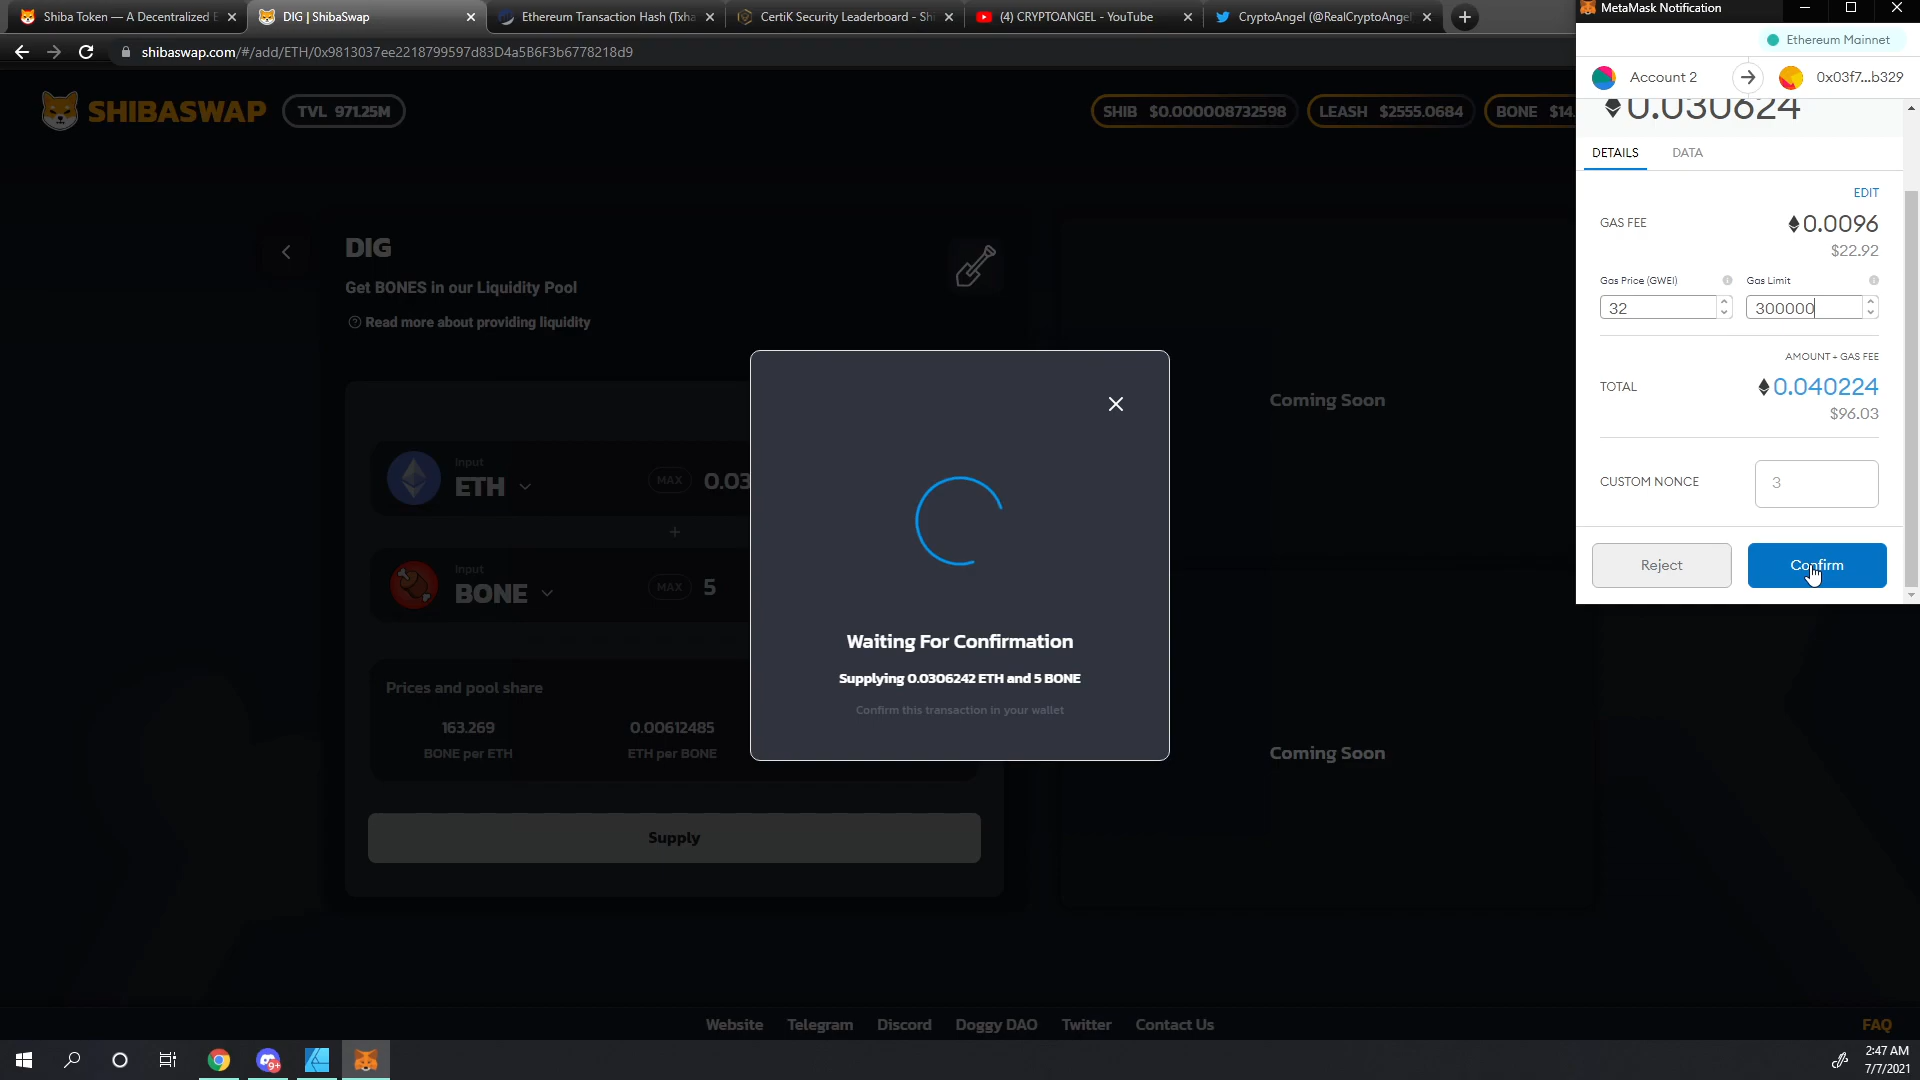 Shiba Token — A Decentralized E
DIG | ShibaSwap
Ethereum Transaction Hash (Txha
CertiK Security Leaderboard - Shi
(4) CRYPTOANGEL - YouTube
CryptoAngel (@RealCryptoAngel
shibaswap.com/#/add/ETH/0x9813037ee2218799597d83D4a5B6F3b6778218d9
SHIBASWAP
TVL 971.25M
SHIB $0.000008732598
LEASH $2555.0684
BONE $14.
DIG
Get BONES in our Liquidity Pool
Read more about providing liquidity
Input
ETH
MAX
0.03
+
Input
BONE
MAX
5
Prices and pool share
163.269
0.00612485
BONE per ETH
ETH per BONE
Supply
Coming Soon
Coming Soon
Waiting For Confirmation
Supplying 0.0306242 ETH and 5 BONE
Confirm this transaction in your wallet
MetaMask Notification
Ethereum Mainnet
Account 2
0x03f7...b329
0.030624
DETAILS
DATA
EDIT
GAS FEE
0.0096
$22.92
Gas Price (GWEI)
Gas Limit
32
300000
AMOUNT + GAS FEE
TOTAL
0.040224
$96.03
CUSTOM NONCE
3
Reject
Confirm
Website
Telegram
Discord
Doggy DAO
Twitter
Contact Us
FAQ
9+
2:47 AM
7/7/2021